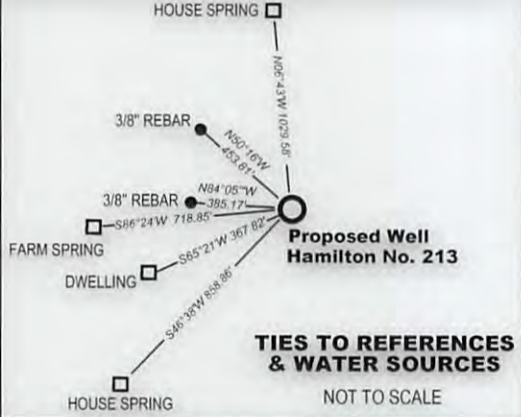 HOUSE SPRING
N06°43'W 1029.58'
3/8" REBAR
N50°16'W
453.81'
3/8" REBAR
N84°05'"W
385.17'
S86°24'W 718.85'
FARM SPRING
Proposed Well
Hamilton No. 213
S65°21'W 367.82'
DWELLING
S46°38'W 858.86'
TIES TO REFERENCES
& WATER SOURCES
HOUSE SPRING
NOT TO SCALE